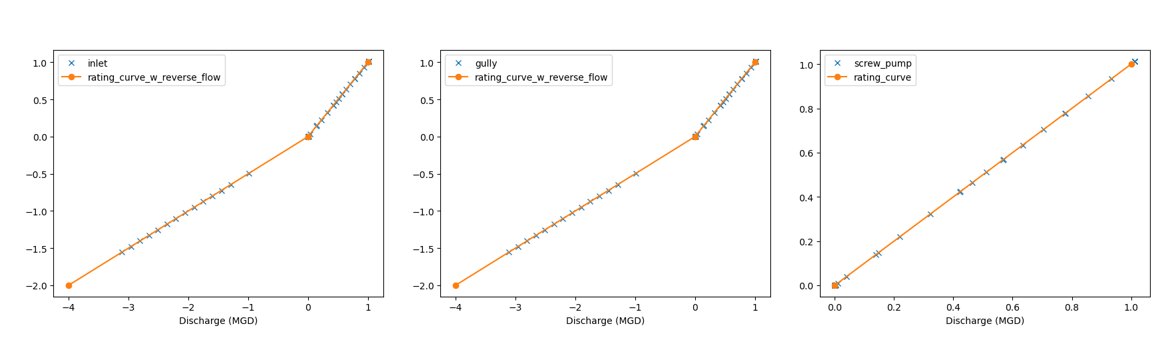 inlet
rating_curve_w_reverse_flow
1.0
0.5
0.0
−0.5
−1.0
−1.5
−2.0
−4 −3 −2 −1 0 1
Discharge (MGD)
gully
rating_curve_w_reverse_flow
1.0
0.5
0.0
−0.5
−1.0
−1.5
−2.0
−4 −3 −2 −1 0 1
Discharge (MGD)
screw_pump
rating_curve
1.0
0.8
0.6
0.4
0.2
0.0
0.0 0.2 0.4 0.6 0.8 1.0
Discharge (MGD)